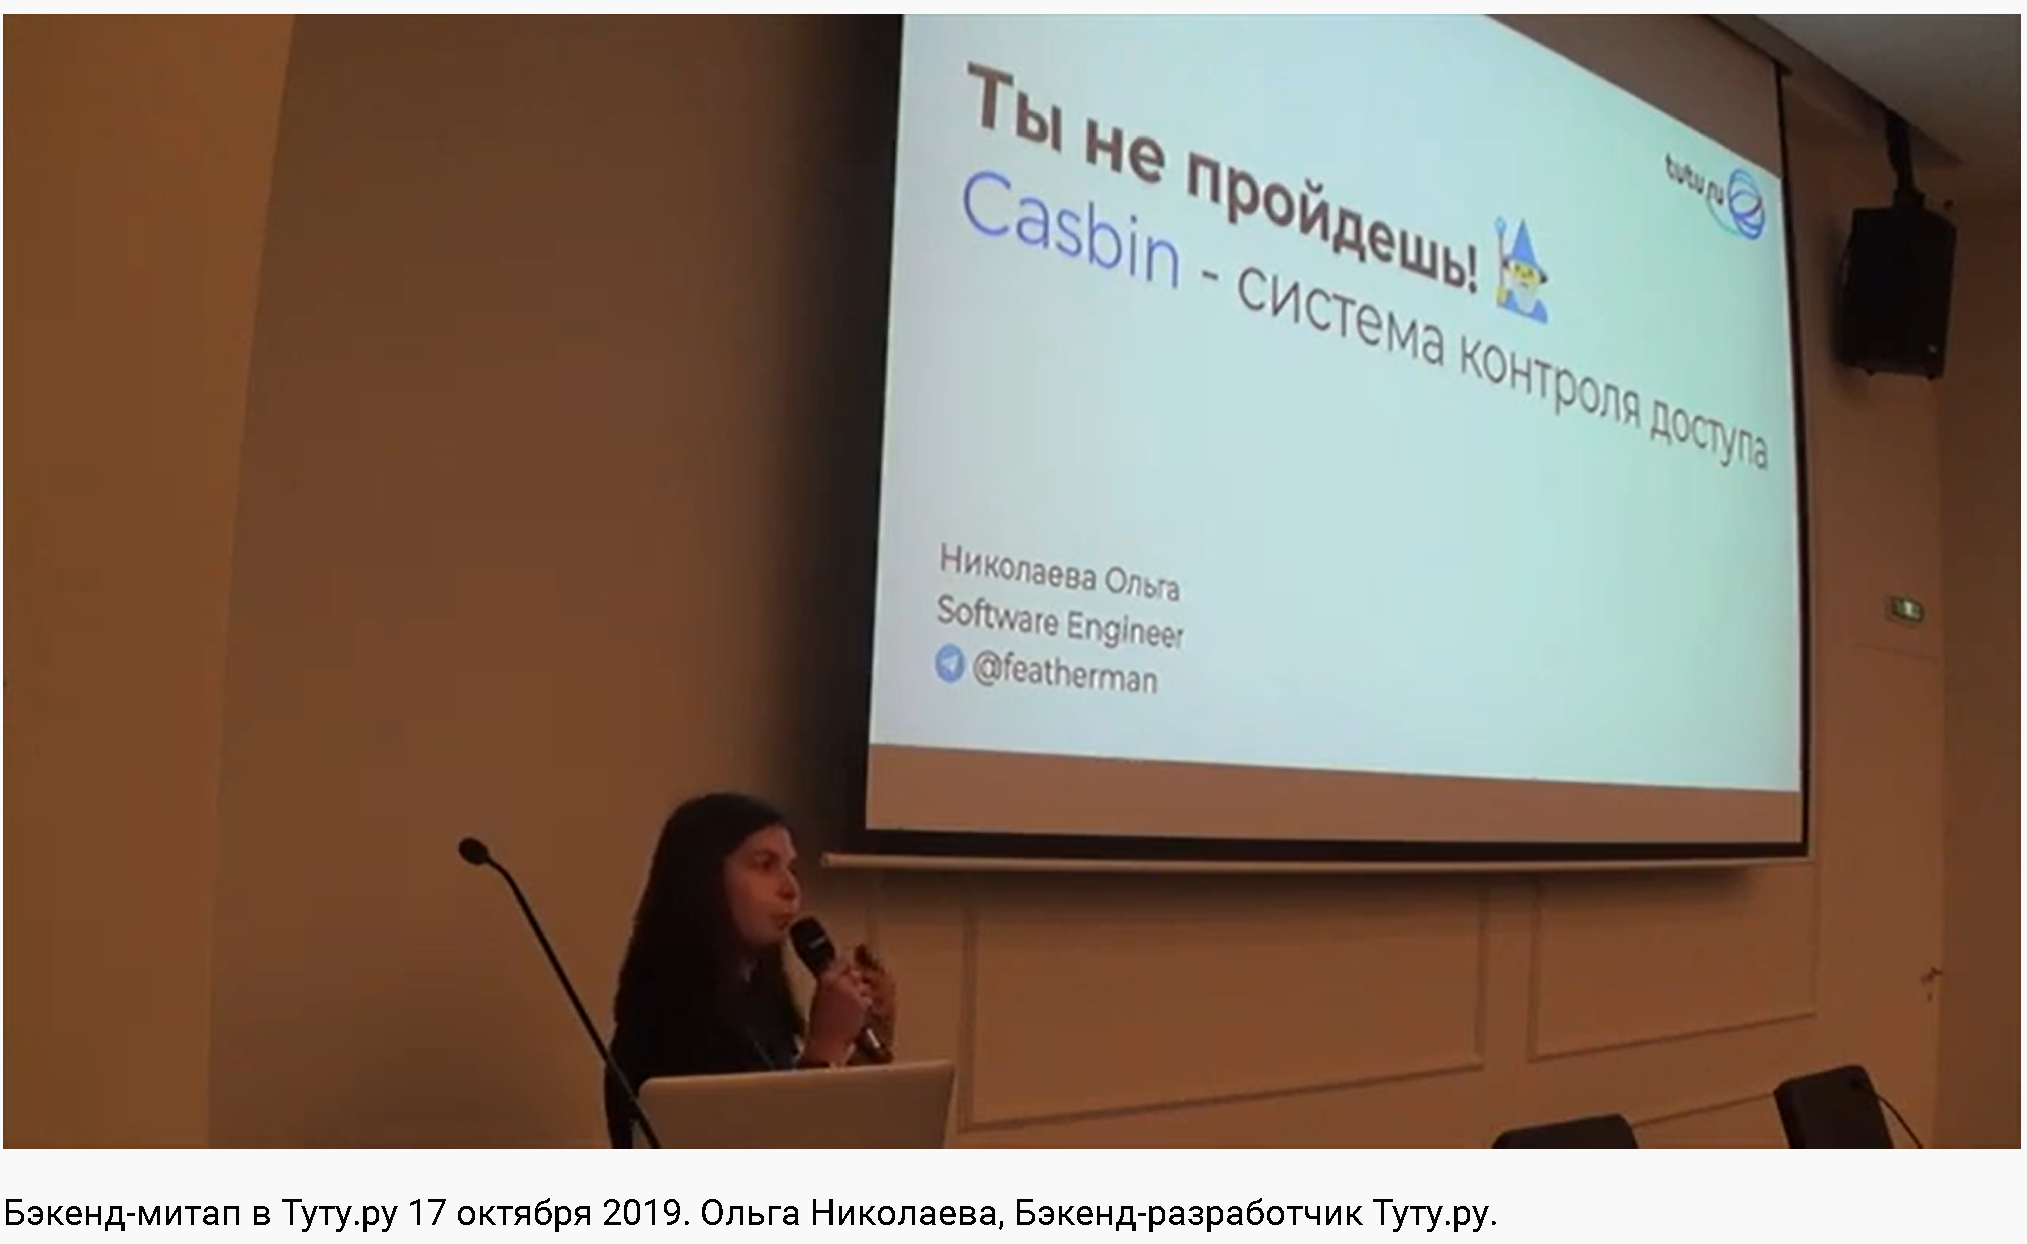 Ты не пройдешь!
tutu.ru
Casbin - система контроля доступа
Николаева Ольга
Software Engineer
@featherman
Бэкенд-митап в Туту.ру 17 октября 2019. Ольга Николаева, Бэкенд-разработчик Туту.ру.